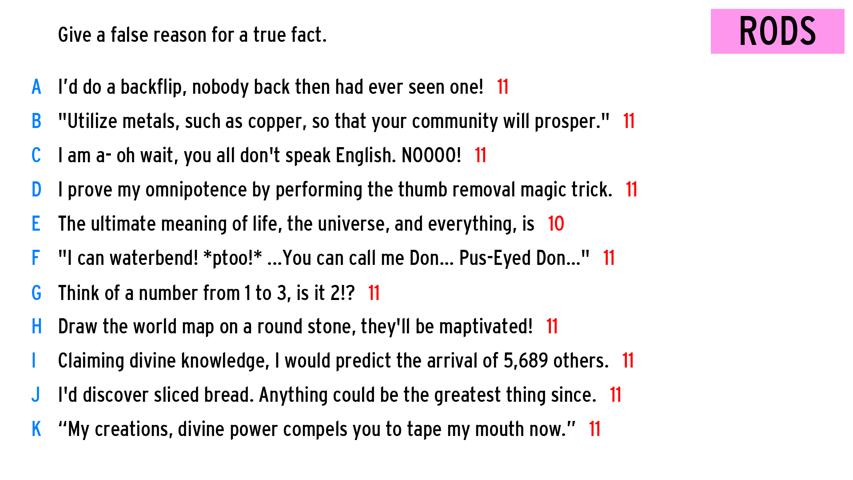 Give a false reason for a true fact.
RODS
A I'd do a backflip, nobody back then had ever seen one! 11
B "Utilize metals, such as copper, so that your community will prosper." 11
C I am a- oh wait, you all don't speak English. NOOOO! 11
D I prove my omnipotence by performing the thumb removal magic trick. 11
E The ultimate meaning of life, the universe, and everything, is 10
F "I can waterbend! *ptoo!* ...You can call me Don... Pus-Eyed Don..." 11
G Think of a number from 1 to 3, is it 2!? 11
H Draw the world map on a round stone, they'll be maptivated! 11
I Claiming divine knowledge, I would predict the arrival of 5,689 others. 11
J I'd discover sliced bread. Anything could be the greatest thing since. 11
K “My creations, divine power compels you to tape my mouth now.” 11